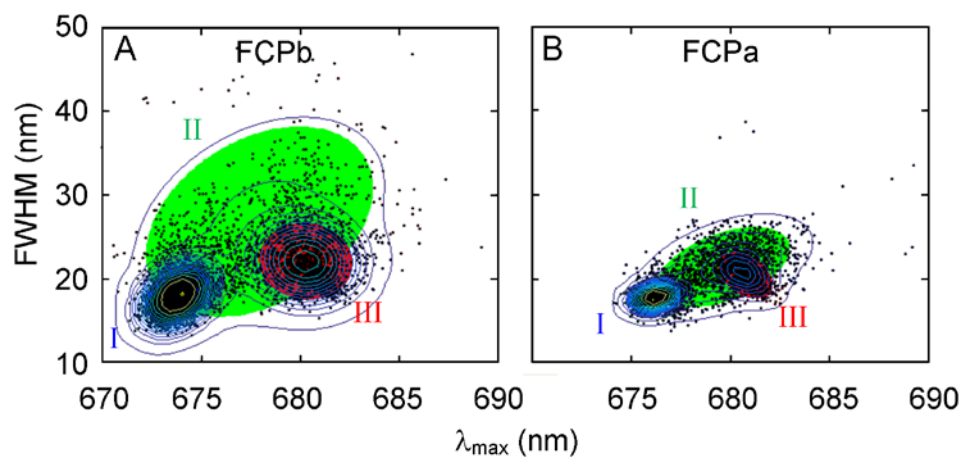 A FCPb
B FCPa
FWHM (nm)
50
40
30
20
10
I
II
III
I
II
III
670 675 680 685 690
675 680 685 690
λmax (nm)